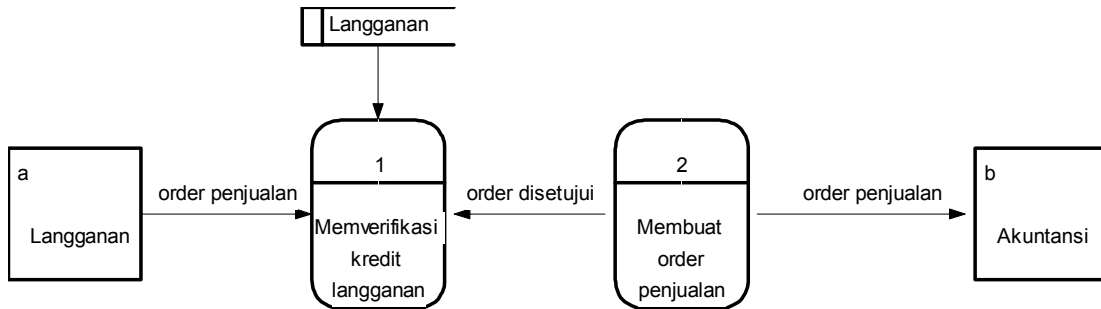 Langganan
a
Langganan
order penjualan
1
Memverifikasi
kredit
langganan
order disetujui
2
Membuat
order
penjualan
order penjualan
b
Akuntansi